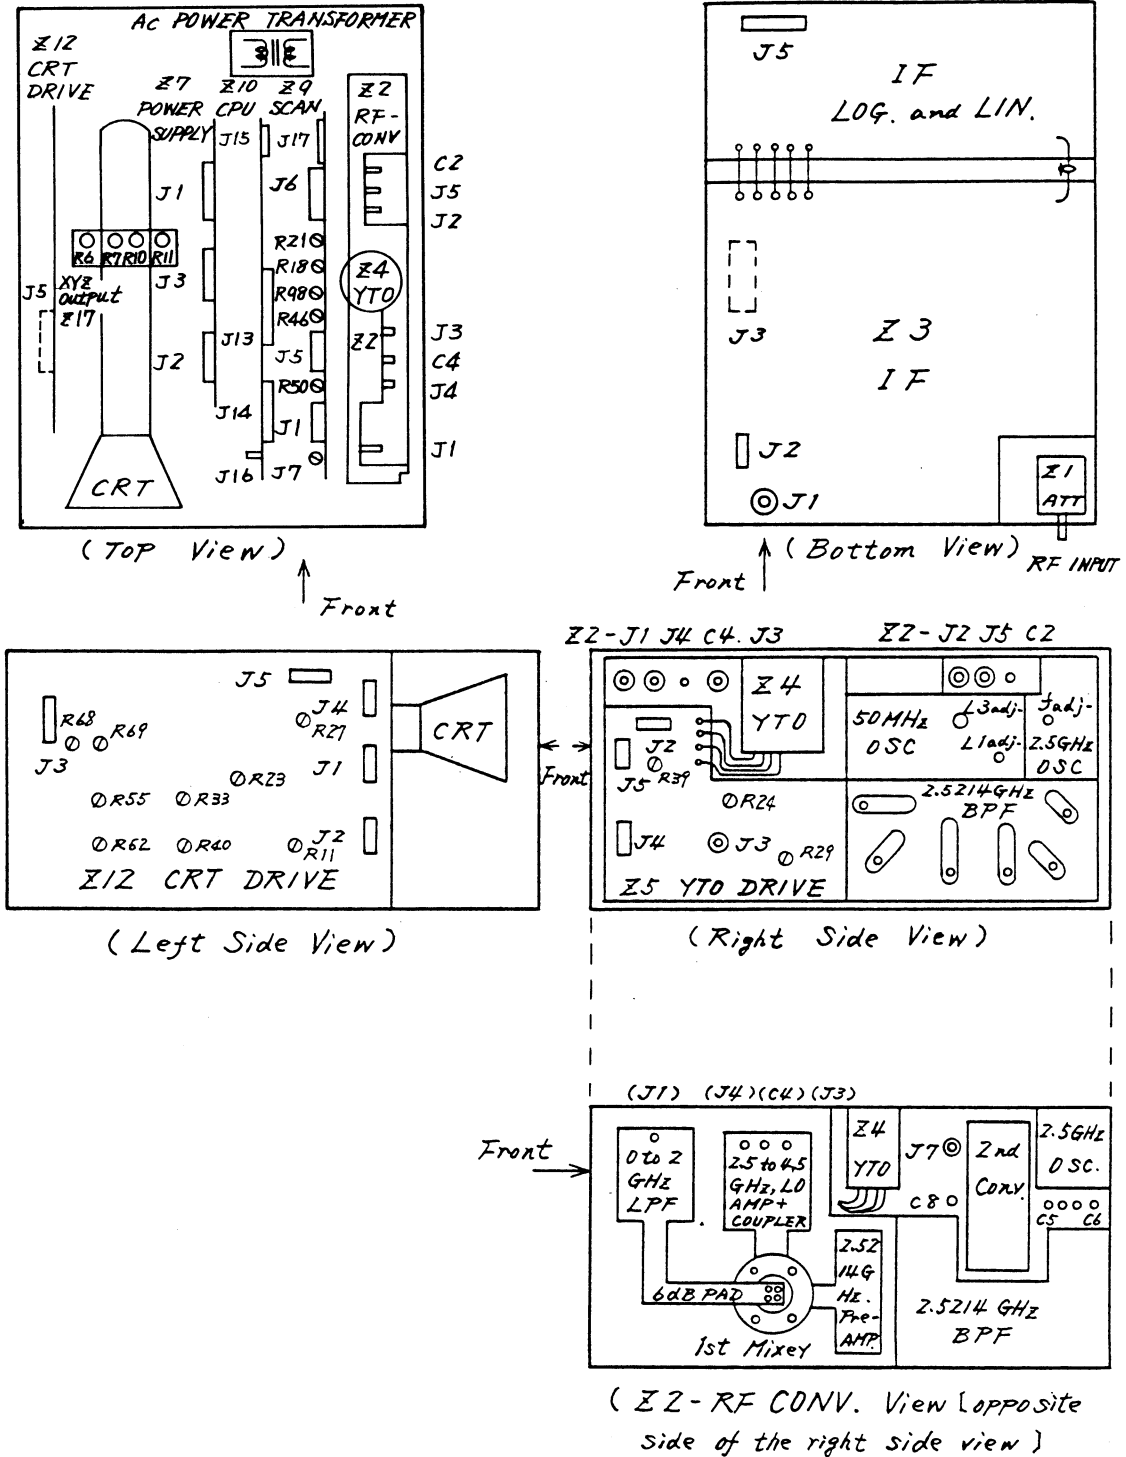 AC POWER TRANSFORMER
Z12
CRT
DRIVE
Z7
POWER
SUPPLY
Z10
CPU
Z9
SCAN
Z2
RF-
CONV
J15
J17
C2
J1
J6
J5
J2
R21
R6 R7 R10 R11
R18
Z4
YTO
J5
XYZ
OUTPUT
Z17
J3
R98
R46
J13
J5
Z2
J3
C4
J4
J2
R50
J14
J1
J1
J16
J7
CRT
(Top View)
Front
J5
IF
LOG. and LIN.
J3
Z3
IF
J2
J1
Z1
ATT
RF INPUT
(Bottom View)
Front
J5
R68
R69
J3
J4
R27
J1
R23
R55
R33
R62
R40
J2
R11
Z12 CRT DRIVE
CRT
(Left Side View)
Front
Z2-J1 J4 C4. J3
Z2-J2 J5 C2
Z4
YTO
J2
J5
R39
50MHz
OSC
L3adj-
fadj-
L1adj-
2.5GHz
OSC
R24
J4
J3
R29
2.5214GHz
BPF
Z5 YTO DRIVE
(Right Side View)
(J1) (J4)(C4)(J3)
Front
0 to 2
GHz
LPF
2.5 to 4.5
GHz, LO
AMP+
COUPLER
Z4
YTO
J7
C8
2nd
Conv.
2.5GHz
OSC.
C5 C6
6dB PAD
2.52
14G
Hz.
Pre-
AMP.
1st Mixey
2.5214 GHz
BPF
(Z2-RF CONV. View [opposite
side of the right side view)